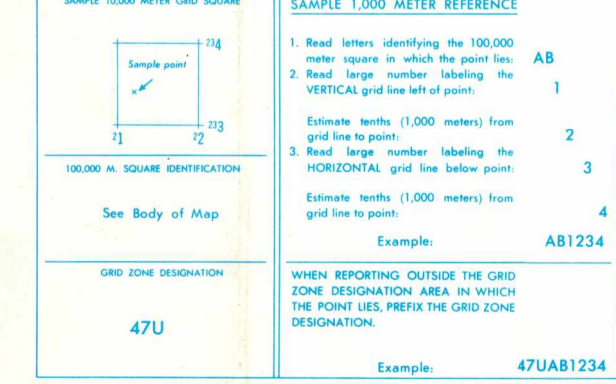 SAMPLE 10,000 METER GRID SQUARE
234
Sample point
233
21
22
100,000 M. SQUARE IDENTIFICATION
See Body of Map
GRID ZONE DESIGNATION
47U
SAMPLE 1,000 METER REFERENCE
1. Read letters identifying the 100,000
meter square in which the point lies: AB
2. Read large number labeling the
VERTICAL grid line left of point: 1
Estimate tenths (1,000 meters) from
grid line to point: 2
3. Read large number labeling the
HORIZONTAL grid line below point: 3
Estimate tenths (1,000 meters) from
grid line to point: 4
Example: AB1234
WHEN REPORTING OUTSIDE THE GRID
ZONE DESIGNATION AREA IN WHICH
THE POINT LIES, PREFIX THE GRID ZONE
DESIGNATION.
Example: 47UAB1234